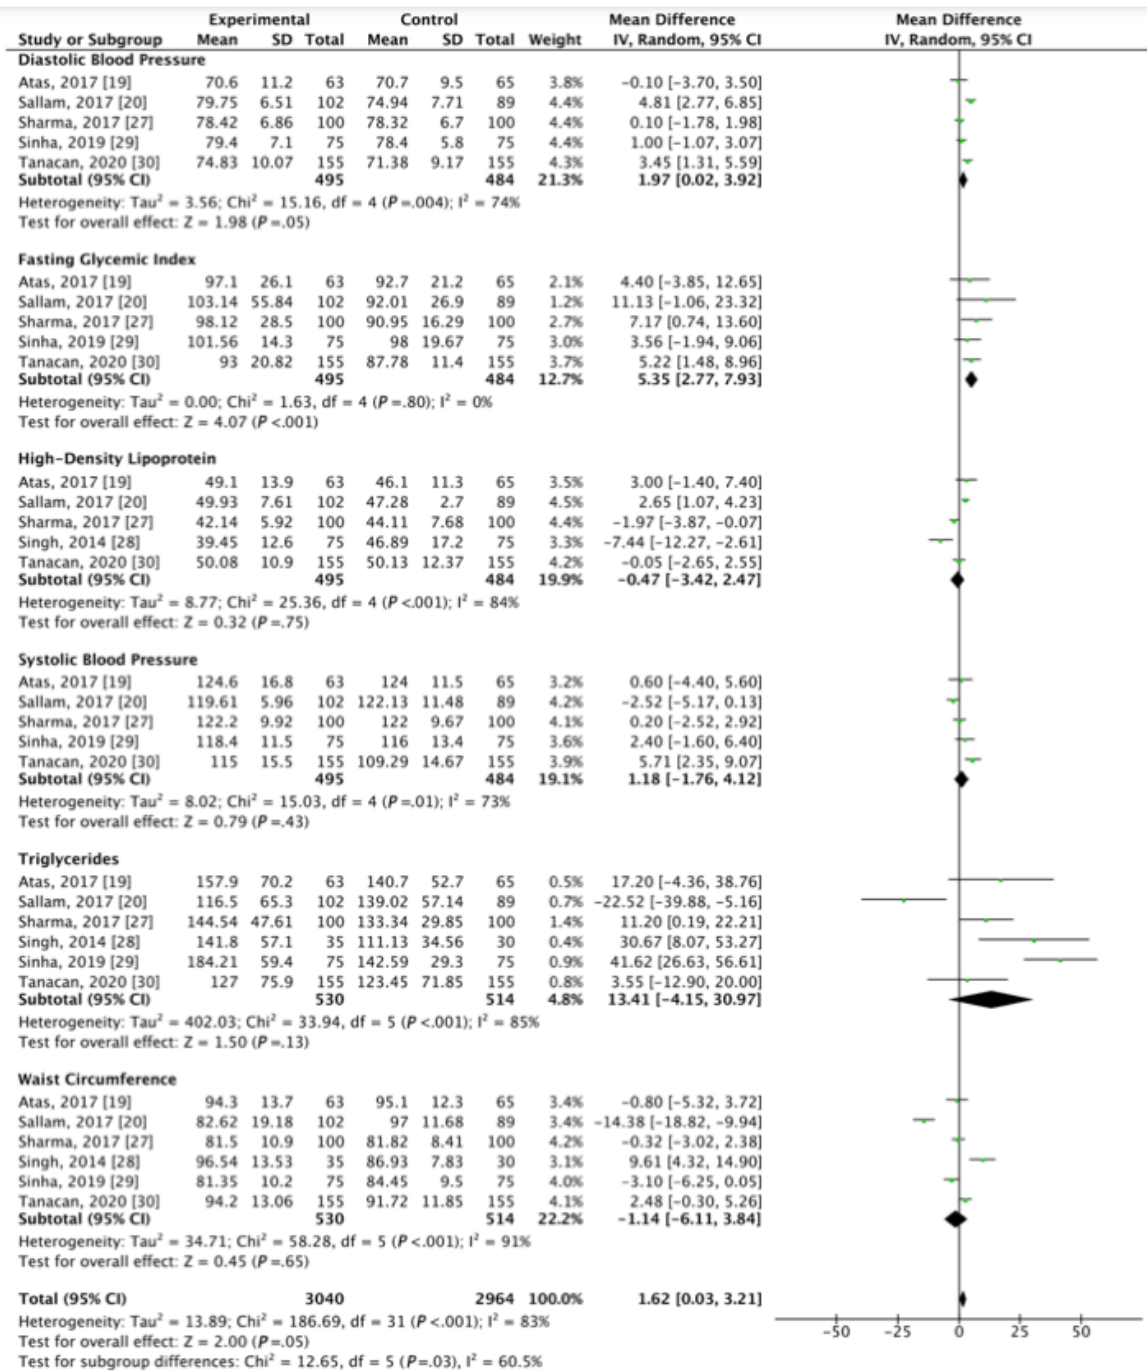 Experimental Control Mean Difference Mean Difference
Study or Subgroup Mean SD Total Mean SD Total Weight IV, Random, 95% CI IV, Random, 95% CI
Diastolic Blood Pressure
Atas, 2017 [19] 70.6 11.2 63 70.7 9.5 65 3.8% −0.10 [−3.70, 3.50]
Sallam, 2017 [20] 79.75 6.51 102 74.94 7.71 89 4.4% 4.81 [2.77, 6.85]
Sharma, 2017 [27] 78.42 6.86 100 78.32 6.7 100 4.4% 0.10 [−1.78, 1.98]
Sinha, 2019 [29] 79.4 7.1 75 78.4 5.8 75 4.4% 1.00 [−1.07, 3.07]
Tanacan, 2020 [30] 74.83 10.07 155 71.38 9.17 155 4.3% 3.45 [1.31, 5.59]
Subtotal (95% CI) 495 484 21.3% 1.97 [0.02, 3.92]
Heterogeneity: Tau² = 3.56; Chi² = 15.16, df = 4 (P =.004); I² = 74%
Test for overall effect: Z = 1.98 (P =.05)
Fasting Glycemic Index
Atas, 2017 [19] 97.1 26.1 63 92.7 21.2 65 2.1% 4.40 [−3.85, 12.65]
Sallam, 2017 [20] 103.14 55.84 102 92.01 26.9 89 1.2% 11.13 [−1.06, 23.32]
Sharma, 2017 [27] 98.12 28.5 100 90.95 16.29 100 2.7% 7.17 [0.74, 13.60]
Sinha, 2019 [29] 101.56 14.3 75 98 19.67 75 3.0% 3.56 [−1.94, 9.06]
Tanacan, 2020 [30] 93 20.82 155 87.78 11.4 155 3.7% 5.22 [1.48, 8.96]
Subtotal (95% CI) 495 484 12.7% 5.35 [2.77, 7.93]
Heterogeneity: Tau² = 0.00; Chi² = 1.63, df = 4 (P =.80); I² = 0%
Test for overall effect: Z = 4.07 (P <.001)
High-Density Lipoprotein
Atas, 2017 [19] 49.1 13.9 63 46.1 11.3 65 3.5% 3.00 [−1.40, 7.40]
Sallam, 2017 [20] 49.93 7.61 102 47.28 2.7 89 4.5% 2.65 [1.07, 4.23]
Sharma, 2017 [27] 42.14 5.92 100 44.11 7.68 100 4.4% −1.97 [−3.87, −0.07]
Singh, 2014 [28] 39.45 12.6 75 46.89 17.2 75 3.3% −7.44 [−12.27, −2.61]
Tanacan, 2020 [30] 50.08 10.9 155 50.13 12.37 155 4.2% −0.05 [−2.65, 2.55]
Subtotal (95% CI) 495 484 19.9% −0.47 [−3.42, 2.47]
Heterogeneity: Tau² = 8.77; Chi² = 25.36, df = 4 (P <.001); I² = 84%
Test for overall effect: Z = 0.32 (P =.75)
Systolic Blood Pressure
Atas, 2017 [19] 124.6 16.8 63 124 11.5 65 3.2% 0.60 [−4.40, 5.60]
Sallam, 2017 [20] 119.61 5.96 102 122.13 11.48 89 4.2% −2.52 [−5.17, 0.13]
Sharma, 2017 [27] 122.2 9.92 100 122 9.67 100 4.1% 0.20 [−2.52, 2.92]
Sinha, 2019 [29] 118.4 11.5 75 116 13.4 75 3.6% 2.40 [−1.60, 6.40]
Tanacan, 2020 [30] 115 15.5 155 109.29 14.67 155 3.9% 5.71 [2.35, 9.07]
Subtotal (95% CI) 495 484 19.1% 1.18 [−1.76, 4.12]
Heterogeneity: Tau² = 8.02; Chi² = 15.03, df = 4 (P =.01); I² = 73%
Test for overall effect: Z = 0.79 (P =.43)
Triglycerides
Atas, 2017 [19] 157.9 70.2 63 140.7 52.7 65 0.5% 17.20 [−4.36, 38.76]
Sallam, 2017 [20] 116.5 65.3 102 139.02 57.14 89 0.7% −22.52 [−39.88, −5.16]
Sharma, 2017 [27] 144.54 47.61 100 133.34 29.85 100 1.4% 11.20 [0.19, 22.21]
Singh, 2014 [28] 141.8 57.1 35 111.13 34.56 30 0.4% 30.67 [8.07, 53.27]
Sinha, 2019 [29] 184.21 59.4 75 142.59 29.3 75 0.9% 41.62 [26.63, 56.61]
Tanacan, 2020 [30] 127 75.9 155 123.45 71.85 155 0.8% 3.55 [−12.90, 20.00]
Subtotal (95% CI) 530 514 4.8% 13.41 [−4.15, 30.97]
Heterogeneity: Tau² = 402.03; Chi² = 33.94, df = 5 (P <.001); I² = 85%
Test for overall effect: Z = 1.50 (P =.13)
Waist Circumference
Atas, 2017 [19] 94.3 13.7 63 95.1 12.3 65 3.4% −0.80 [−5.32, 3.72]
Sallam, 2017 [20] 82.62 19.18 102 97 11.68 89 3.4% −14.38 [−18.82, −9.94]
Sharma, 2017 [27] 81.5 10.9 100 81.82 8.41 100 4.2% −0.32 [−3.02, 2.38]
Singh, 2014 [28] 96.54 13.53 35 86.93 7.83 30 3.1% 9.61 [4.32, 14.90]
Sinha, 2019 [29] 81.35 10.2 75 84.45 9.5 75 4.0% −3.10 [−6.25, 0.05]
Tanacan, 2020 [30] 94.2 13.06 155 91.72 11.85 155 4.1% 2.48 [−0.30, 5.26]
Subtotal (95% CI) 530 514 22.2% −1.14 [−6.11, 3.84]
Heterogeneity: Tau² = 34.71; Chi² = 58.28, df = 5 (P <.001); I² = 91%
Test for overall effect: Z = 0.45 (P =.65)
Total (95% CI) 3040 2964 100.0% 1.62 [0.03, 3.21]
Heterogeneity: Tau² = 13.89; Chi² = 186.69, df = 31 (P <.001); I² = 83%
−50 −25 0 25 50
Test for overall effect: Z = 2.00 (P =.05)
Test for subgroup differences: Chi² = 12.65, df = 5 (P =.03), I² = 60.5%